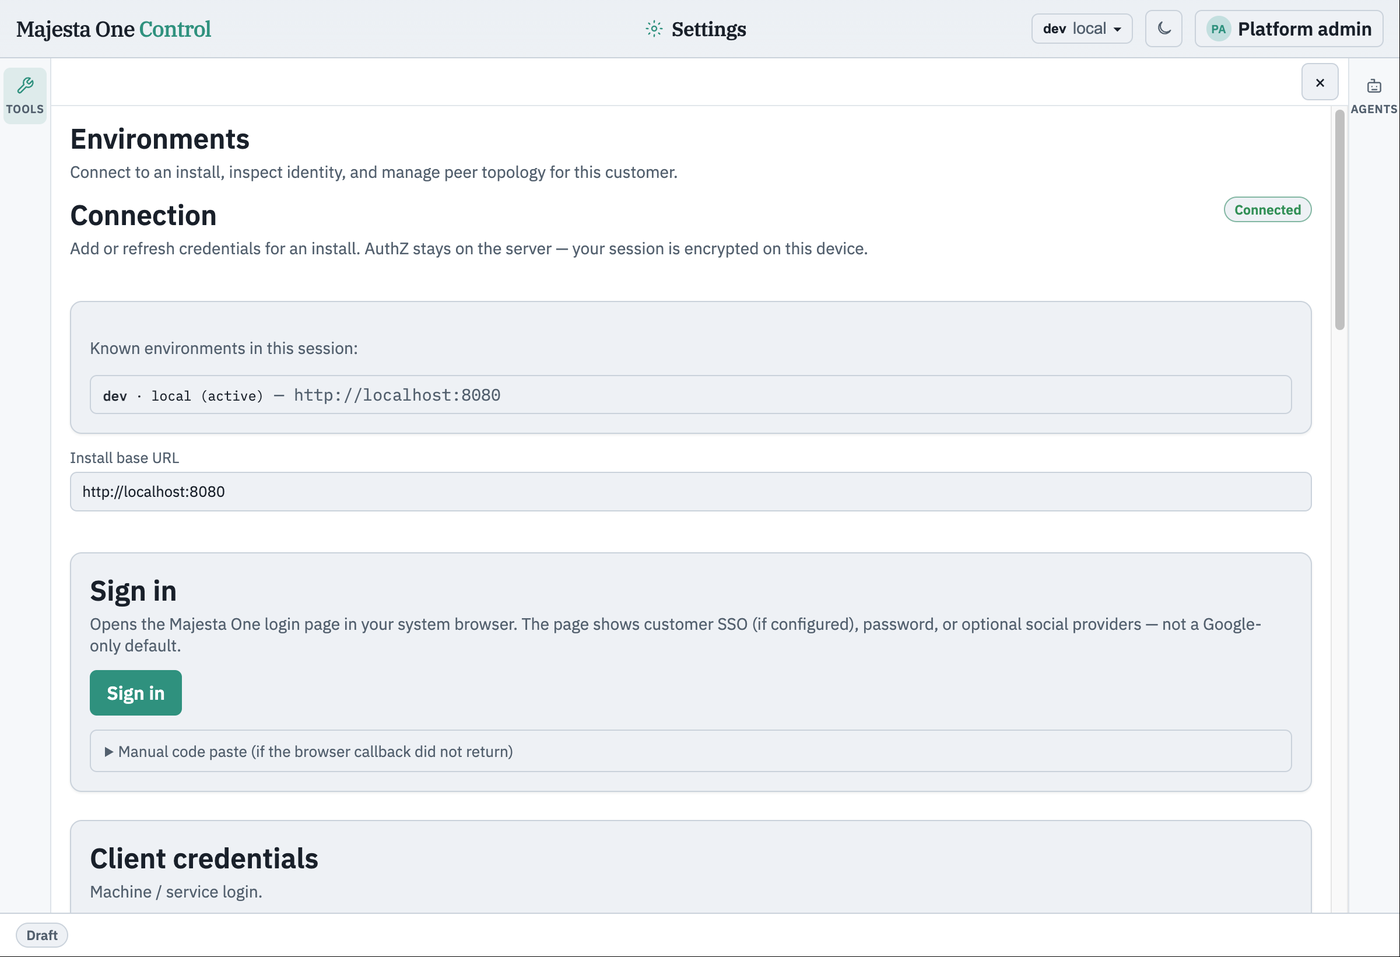 Majesta One Control
Settings
dev local
PA Platform admin
TOOLS
×
AGENTS
Environments
Connect to an install, inspect identity, and manage peer topology for this customer.
Connection
Connected
Add or refresh credentials for an install. AuthZ stays on the server — your session is encrypted on this device.
Known environments in this session:
dev · local (active) — http://localhost:8080
Install base URL
http://localhost:8080
Sign in
Opens the Majesta One login page in your system browser. The page shows customer SSO (if configured), password, or optional social providers — not a Google-
only default.
Sign in
Manual code paste (if the browser callback did not return)
Client credentials
Machine / service login.
Draft